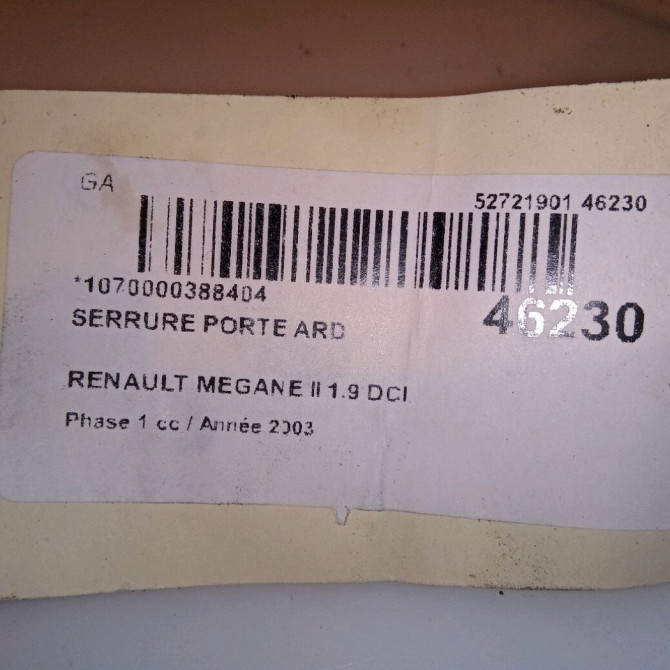 GA
52721901 46230
*1070000388404
46230
SERRURE PORTE ARD
RENAULT MEGANE II 1.9 DCI
Phase 1 cc / Année 2003